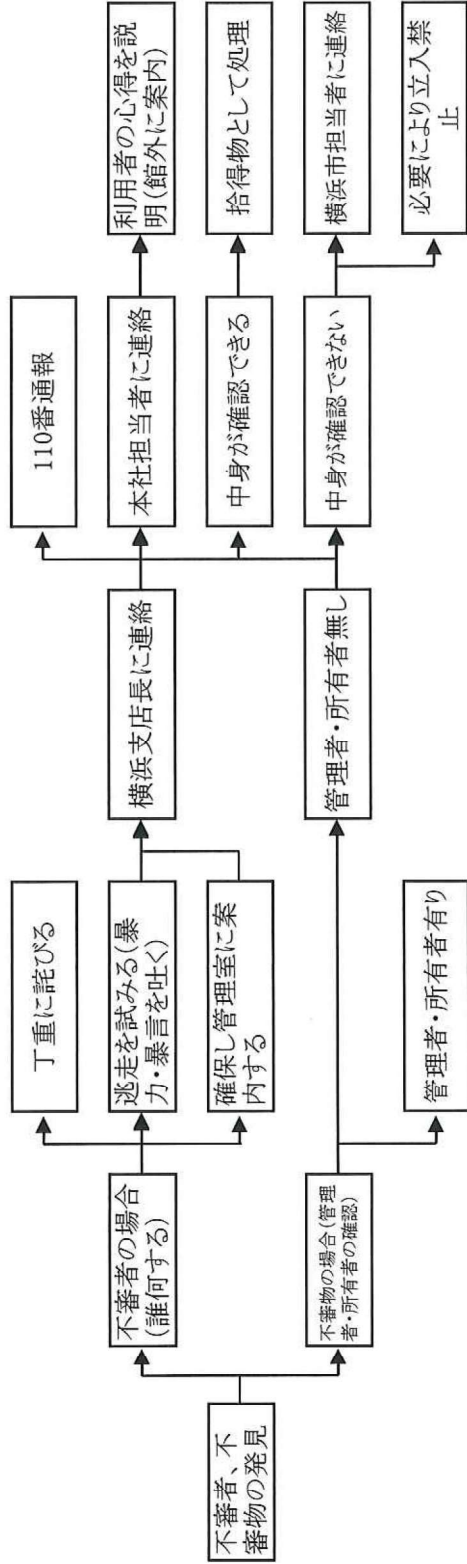 不審者、不
審物の発見
不審者の場合
(誰何する)
不審物の場合(管理
者・所有者の確認)
丁重に詫びる
逃走を試みる(暴
力・暴言を吐く)
確保し管理室に案
内する
管理者・所有者有り
横浜支店長に連絡
管理者・所有者無し
110番通報
本社担当者に連絡
中身が確認できる
中身が確認できない
利用者の心得を説
明(館外に案内)
拾得物として処理
横浜市担当者に連絡
必要により立入禁
止